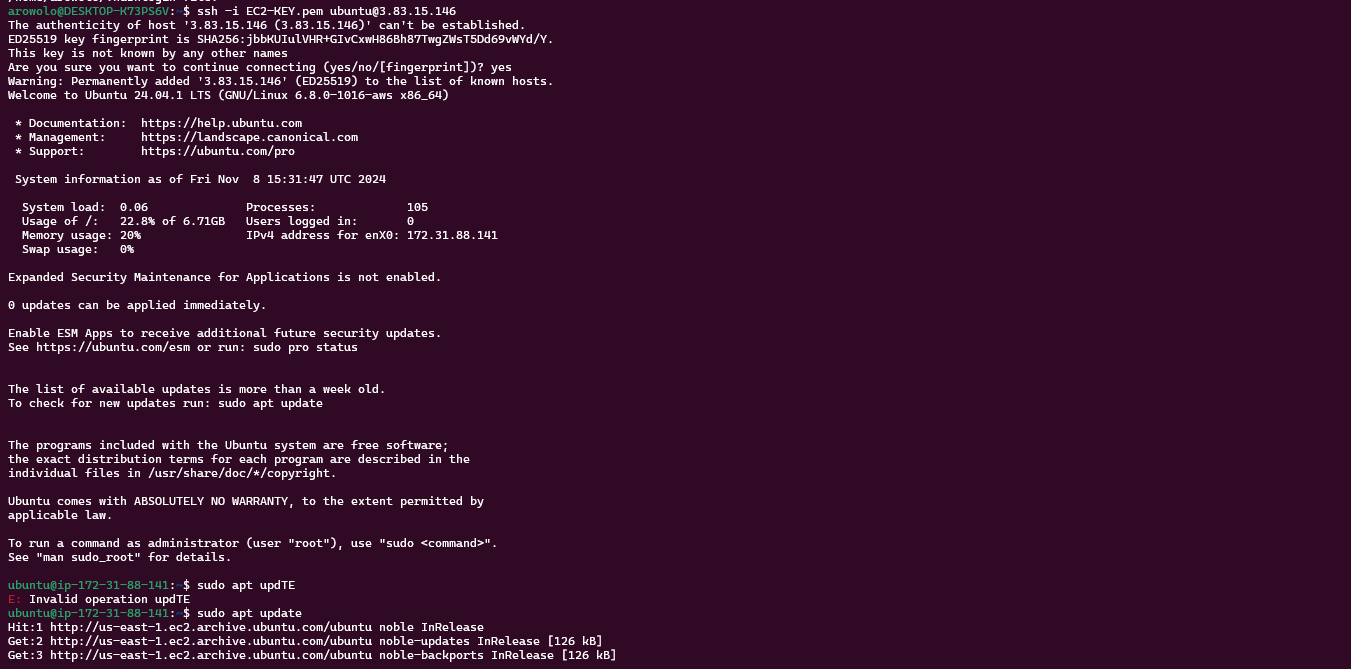 arowolo@DESKTOP-K73PS6V:~$ ssh -i EC2-KEY.pem ubuntu@3.83.15.146
The authenticity of host '3.83.15.146 (3.83.15.146)' can't be established.
ED25519 key fingerprint is SHA256:jbbKUIulVHR+GIvCxwH86Bh87TwgZWsT5Dd69vWYd/Y.
This key is not known by any other names
Are you sure you want to continue connecting (yes/no/[fingerprint])? yes
Warning: Permanently added '3.83.15.146' (ED25519) to the list of known hosts.
Welcome to Ubuntu 24.04.1 LTS (GNU/Linux 6.8.0-1016-aws x86_64)

 * Documentation:  https://help.ubuntu.com
 * Management:     https://landscape.canonical.com
 * Support:        https://ubuntu.com/pro

 System information as of Fri Nov  8 15:31:47 UTC 2024

  System load:  0.06              Processes:             105
  Usage of /:   22.8% of 6.71GB   Users logged in:       0
  Memory usage: 20%               IPv4 address for enX0: 172.31.88.141
  Swap usage:   0%

Expanded Security Maintenance for Applications is not enabled.

0 updates can be applied immediately.

Enable ESM Apps to receive additional future security updates.
See https://ubuntu.com/esm or run: sudo pro status

The list of available updates is more than a week old.
To check for new updates run: sudo apt update

The programs included with the Ubuntu system are free software;
the exact distribution terms for each program are described in the
individual files in /usr/share/doc/*/copyright.

Ubuntu comes with ABSOLUTELY NO WARRANTY, to the extent permitted by
applicable law.

To run a command as administrator (user "root"), use "sudo <command>".
See "man sudo_root" for details.

ubuntu@ip-172-31-88-141:~$ sudo apt updTE
E: Invalid operation updTE
ubuntu@ip-172-31-88-141:~$ sudo apt update
Hit:1 http://us-east-1.ec2.archive.ubuntu.com/ubuntu noble InRelease
Get:2 http://us-east-1.ec2.archive.ubuntu.com/ubuntu noble-updates InRelease [126 kB]
Get:3 http://us-east-1.ec2.archive.ubuntu.com/ubuntu noble-backports InRelease [126 kB]